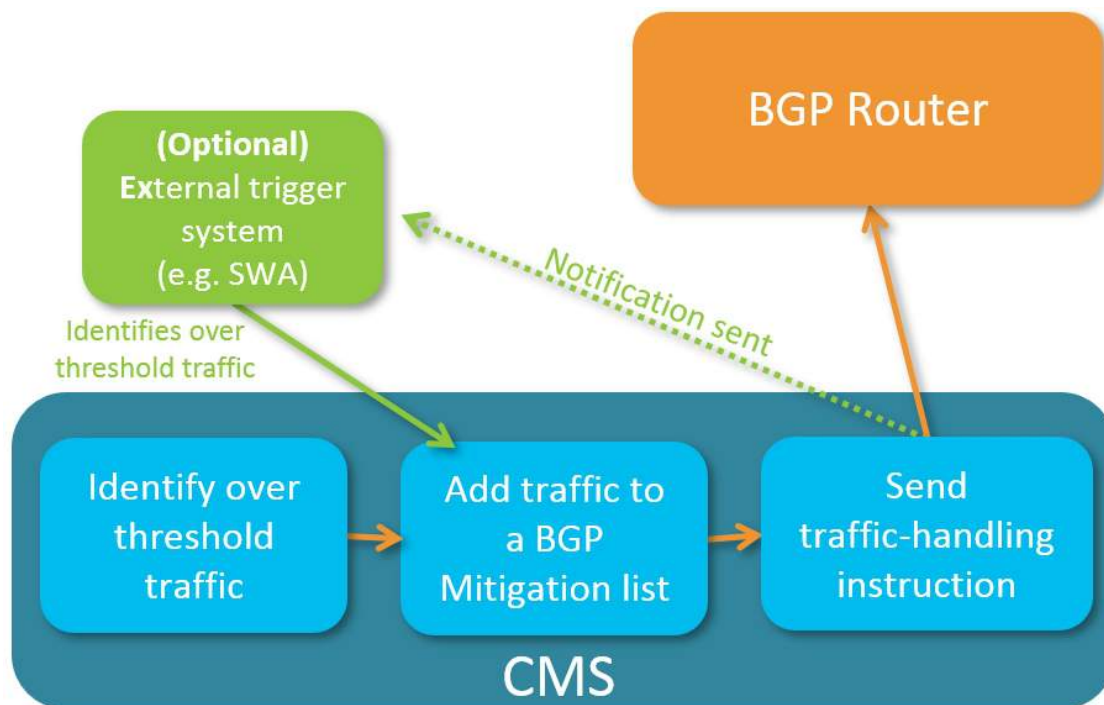 BGP Router
(Optional)
External trigger
system
(e.g. SWA)
Notification sent
Identifies over
threshold traffic
Identify over
threshold
traffic
Add traffic to
a BGP
Mitigation list
Send
traffic-handling
instruction
CMS